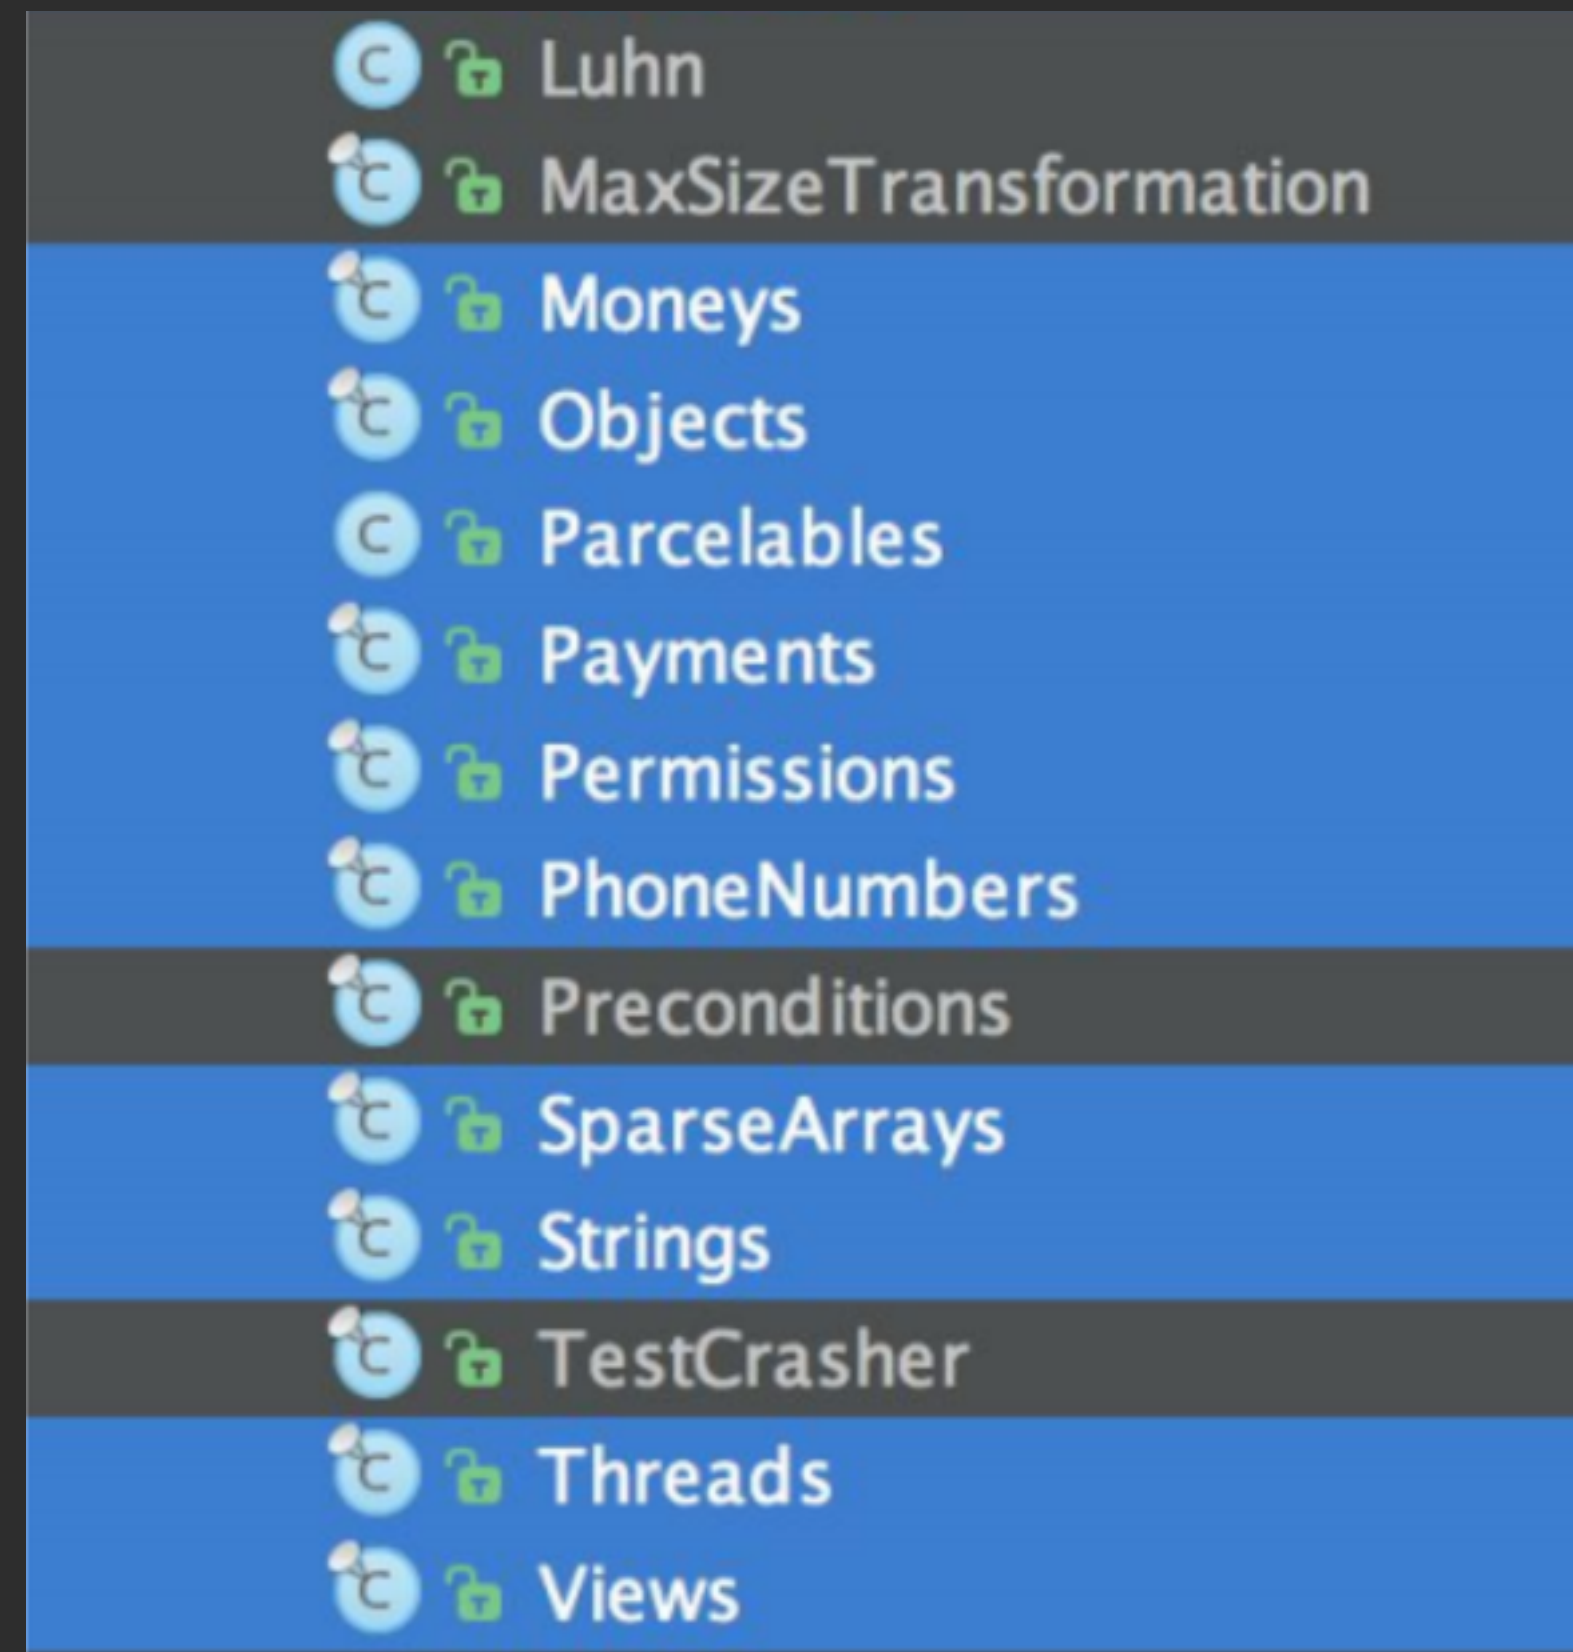 Luhn
MaxSizeTransformation
Moneys
Objects
Parcelables
Payments
Permissions
PhoneNumbers
Preconditions
SparseArrays
Strings
TestCrasher
Threads
Views